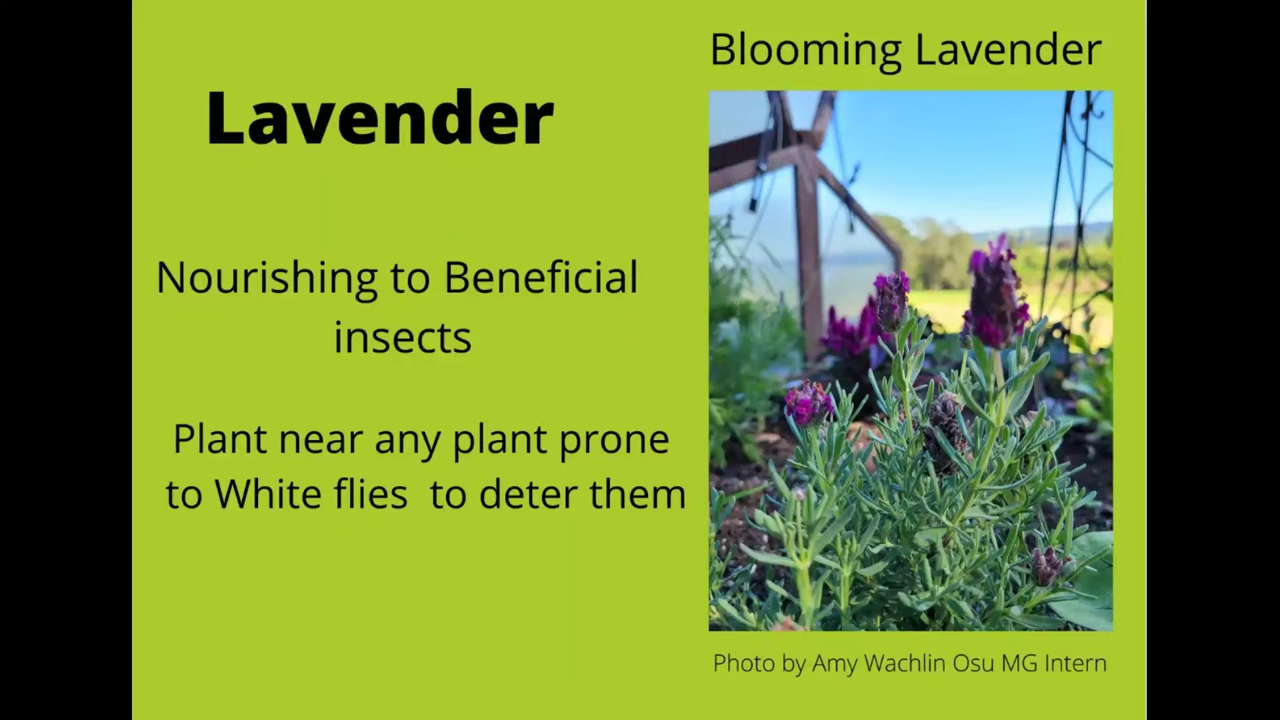 Lavender
Nourishing to Beneficial
insects
Plant near any plant prone
to White flies to deter them
Blooming Lavender
Photo by Amy Wachlin Osu MG Intern